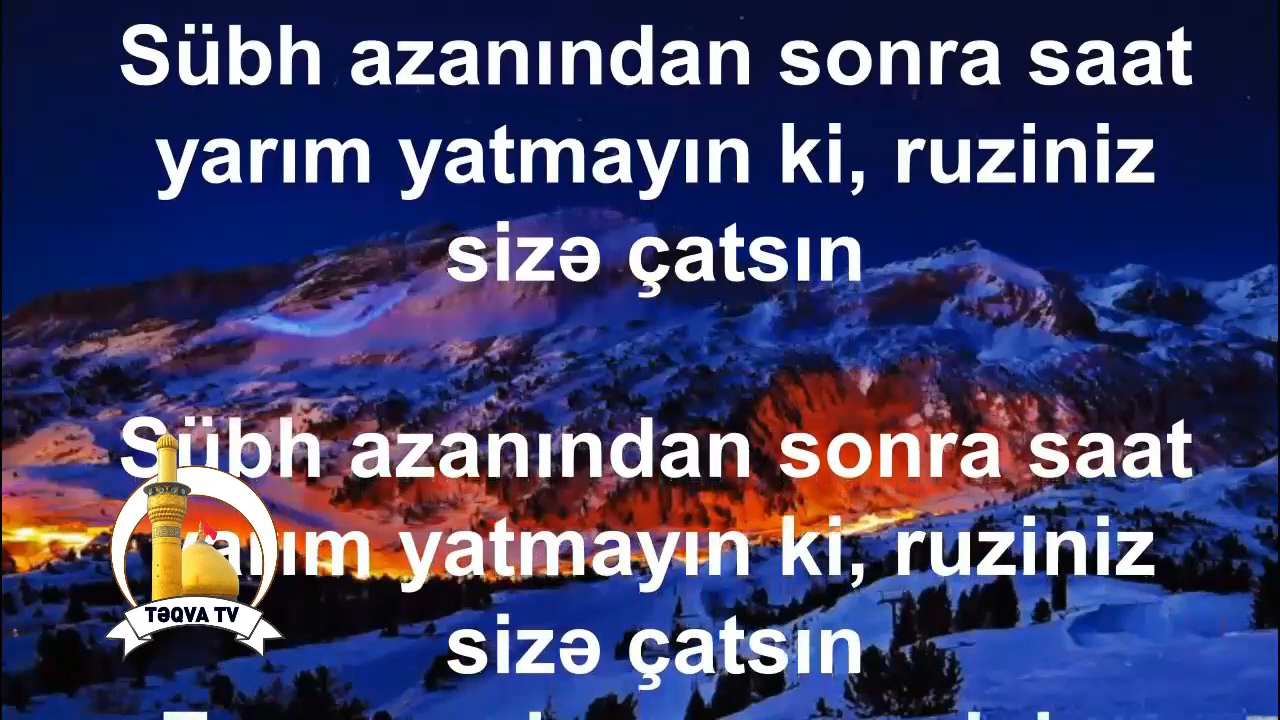 Sübh azanından sonra saat
yarım yatmayın ki, ruziniz
sizə çatsın
Sübh azanından sonra saat
yarım yatmayın ki, ruziniz
sizə çatsın
TƏQVA TV